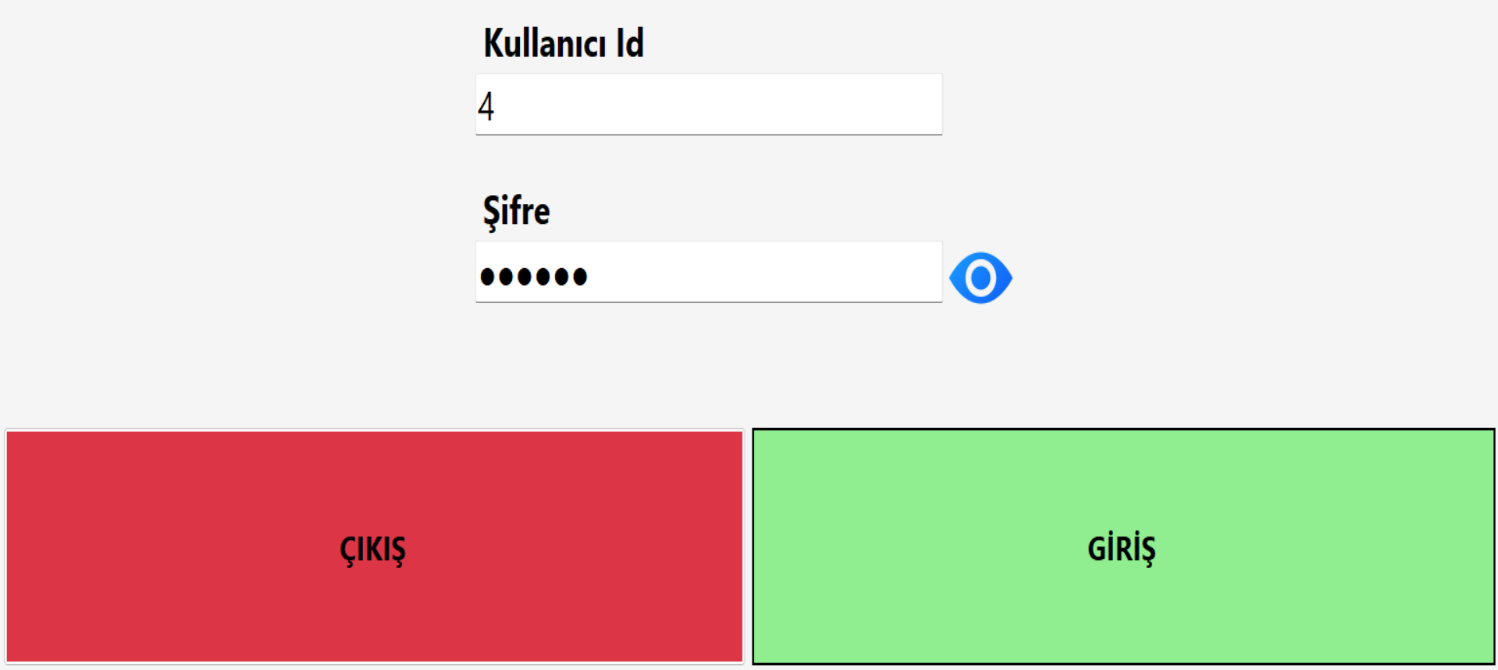 Kullanıcı Id
4
Şifre
••••••
ÇIKIŞ
GİRİŞ